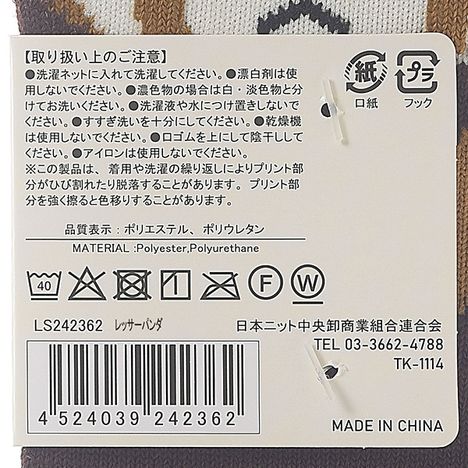 【取り扱い上のご注意】
●洗濯ネットに入れて洗濯してください。●漂白剤は使
用しないでください。●濃色物の場合は白・淡色物と分
けてお洗いください。●洗濯液や水につけ置きしないで
ください。●すすぎ洗いを十分にしてください。●乾燥機
は使用しないでください。●口ゴムを上にして陰干ししてく
ださい。●アイロンは使用しないでください。
※この製品は、着用や洗濯の繰り返しによりプリント部
分がひび割れたり脱落することがあります。プリント部
分を強く擦ると色移りすることがあります。
紙
口紙
プラ
フック
品質表示：ポリエステル、ポリウレタン
MATERIAL :Polyester,Polyurethane
40 F W
LS242362 レッサーパンダ
日本ニット中央卸商業組合連合会
TEL 03-3662-4788
TK-1114
4 524039 242362
MADE IN CHINA